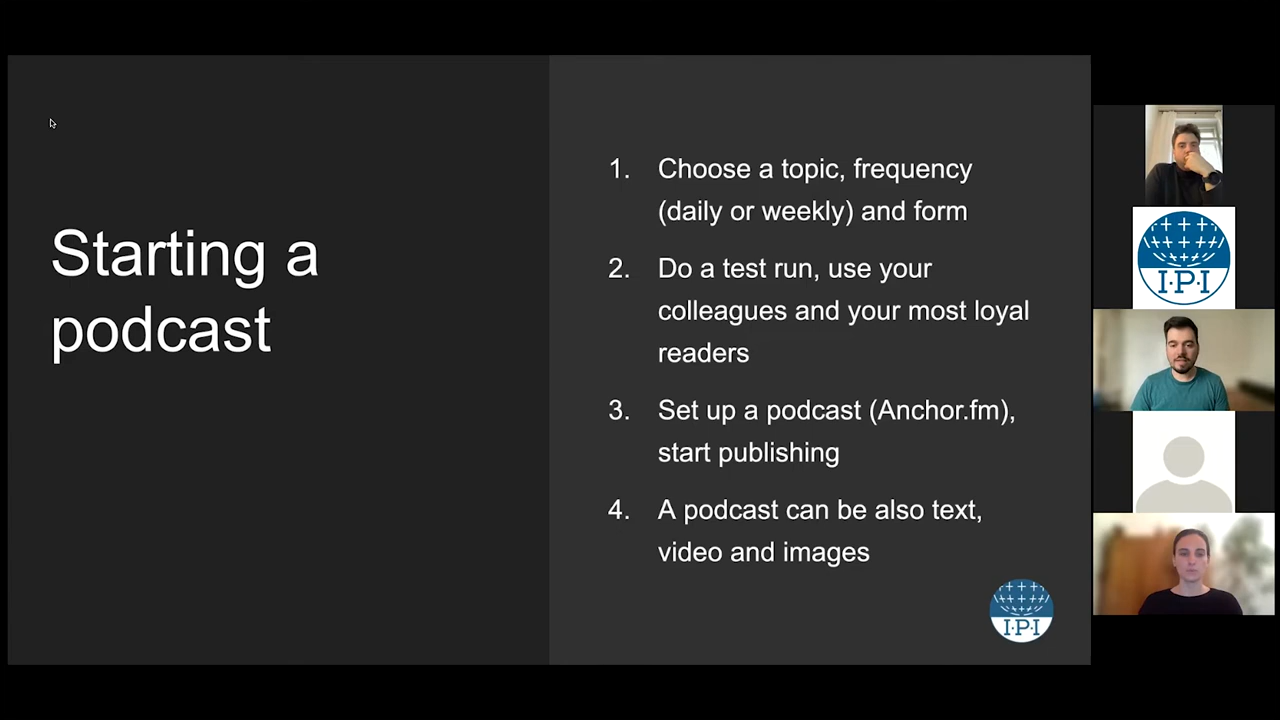 Starting a
podcast
1. Choose a topic, frequency
(daily or weekly) and form
2. Do a test run, use your
colleagues and your most loyal
readers
3. Set up a podcast (Anchor.fm),
start publishing
4. A podcast can be also text,
video and images
I·P·I
I·P·I